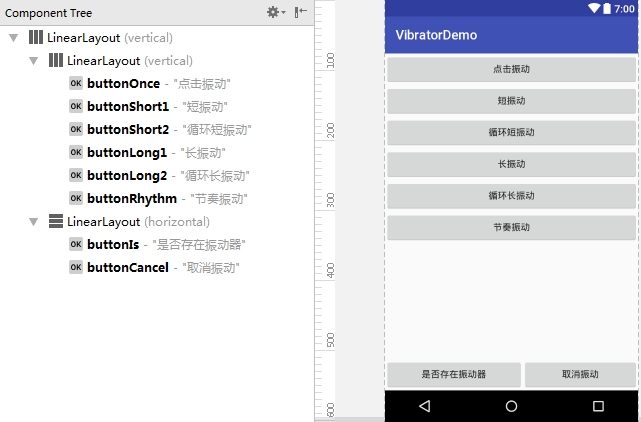 Component Tree
LinearLayout (vertical)
LinearLayout (vertical)
OK buttonOnce - "点击振动"
OK buttonShort1 - "短振动"
OK buttonShort2 - "循环短振动"
OK buttonLong1 - "长振动"
OK buttonLong2 - "循环长振动"
OK buttonRhythm - "节奏振动"
LinearLayout (horizontal)
OK buttonIs - "是否存在振动器"
OK buttonCancel - "取消振动"
100
200
300
400
500
600
7:00
VibratorDemo
点击振动
短振动
循环短振动
长振动
循环长振动
节奏振动
是否存在振动器 取消振动